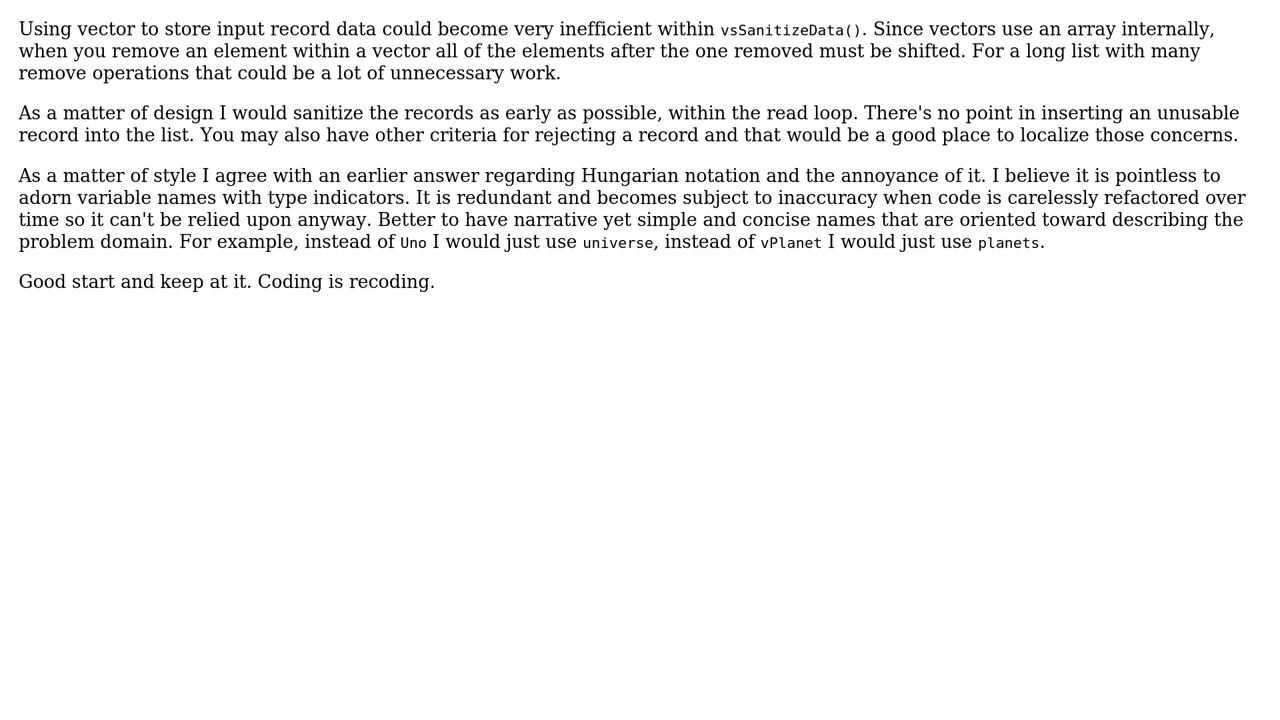 Using vector to store input record data could become very inefficient within vsSanitizeData(). Since vectors use an array internally,
when you remove an element within a vector all of the elements after the one removed must be shifted. For a long list with many
remove operations that could be a lot of unnecessary work.
As a matter of design I would sanitize the records as early as possible, within the read loop. There's no point in inserting an unusable
record into the list. You may also have other criteria for rejecting a record and that would be a good place to localize those concerns.
As a matter of style I agree with an earlier answer regarding Hungarian notation and the annoyance of it. I believe it is pointless to
adorn variable names with type indicators. It is redundant and becomes subject to inaccuracy when code is carelessly refactored over
time so it can't be relied upon anyway. Better to have narrative yet simple and concise names that are oriented toward describing the
problem domain. For example, instead of Uno I would just use universe, instead of vPlanet I would just use planets.
Good start and keep at it. Coding is recoding.